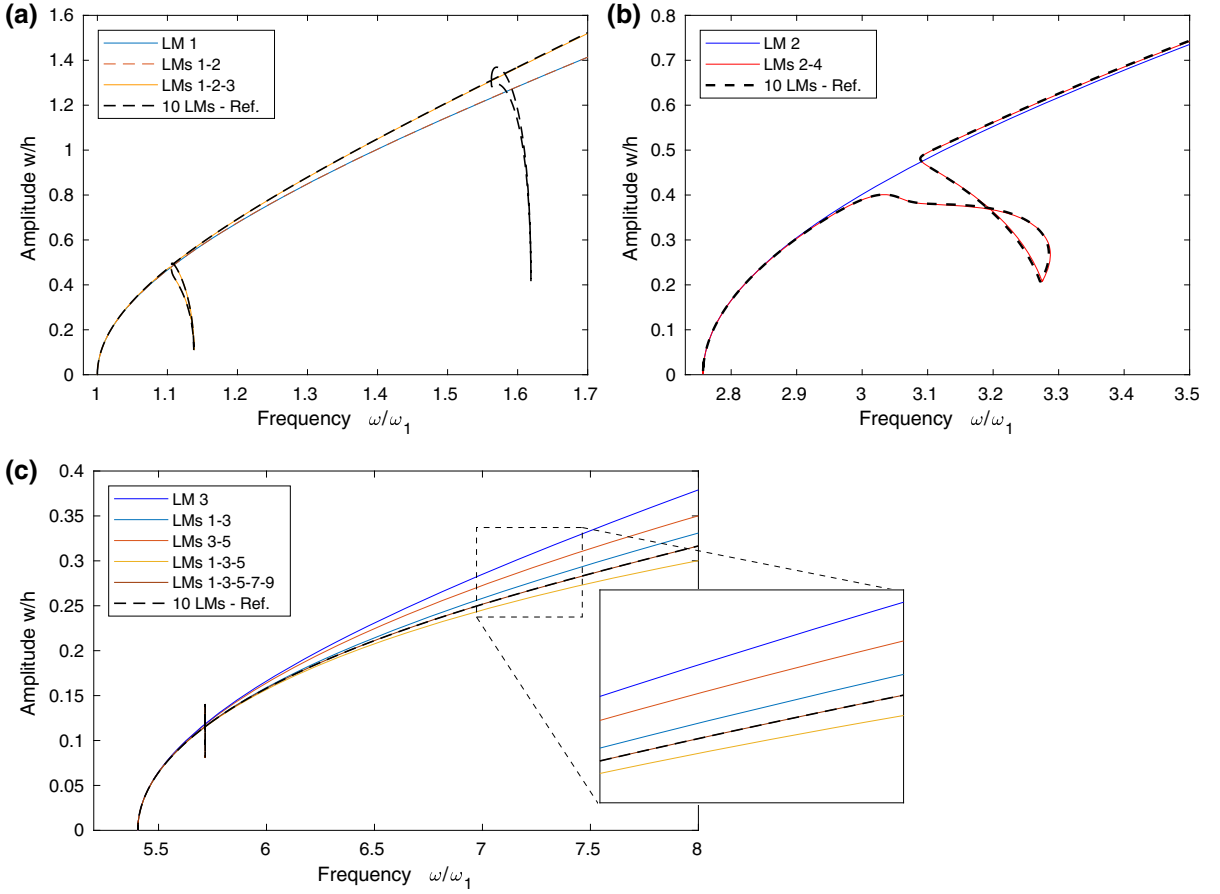 (a)
1.6
1.4
1.2
1
0.8
0.6
0.4
0.2
0
Amplitude w/h
LM 1
LMs 1-2
LMs 1-2-3
10 LMs - Ref.
1 1.1 1.2 1.3 1.4 1.5 1.6 1.7
Frequency ω/ω₁
(b)
0.8
0.7
0.6
0.5
0.4
0.3
0.2
0.1
0
Amplitude w/h
LM 2
LMs 2-4
10 LMs - Ref.
2.8 2.9 3 3.1 3.2 3.3 3.4 3.5
Frequency ω/ω₁
(c)
0.4
0.35
0.3
0.25
0.2
0.15
0.1
0.05
0
Amplitude w/h
LM 3
LMs 1-3
LMs 3-5
LMs 1-3-5
LMs 1-3-5-7-9
10 LMs - Ref.
5.5 6 6.5 7 7.5 8
Frequency ω/ω₁